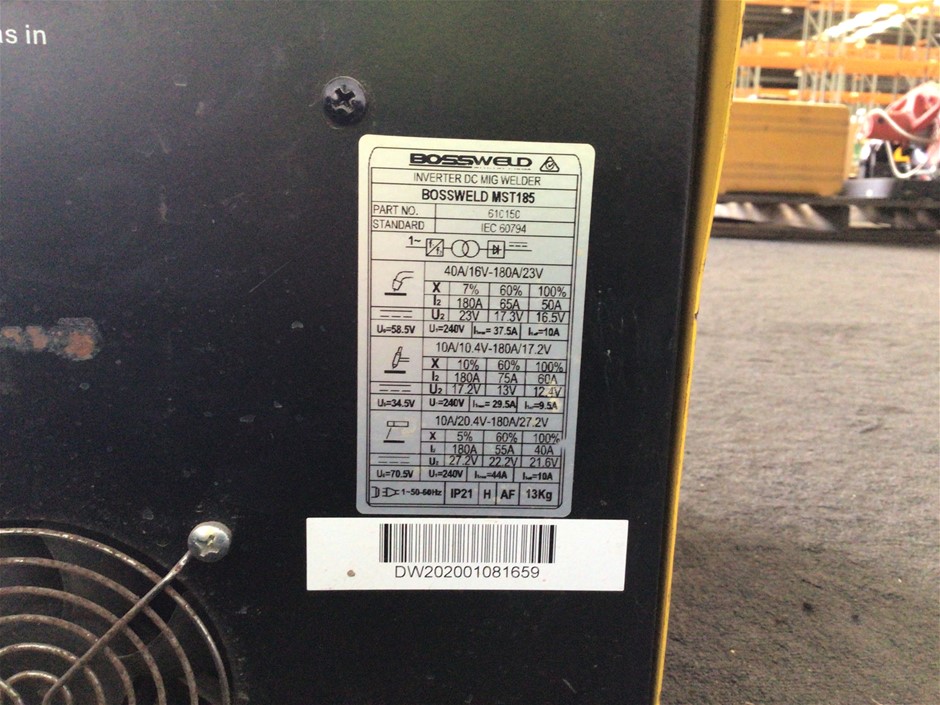 as in
BOSSWELD
INVERTER DC MIG WELDER
BOSSWELD MST185
PART NO. 610150
STANDARD IEC 60794
1~
40A/16V-180A/23V
X 7% 60% 100%
I2 180A 65A 50A
U2 23V 17.3V 16.5V
U0=58.5V U1=240V I1max=37.5A I1eff=10A
10A/10.4V-180A/17.2V
X 10% 60% 100%
I2 180A 75A 60A
U2 17.2V 13V 12.4V
U0=34.5V U1=240V I1max=29.5A I1eff=9.5A
10A/20.4V-180A/27.2V
X 5% 60% 100%
I2 180A 55A 40A
U2 27.2V 22.2V 21.6V
U0=70.5V U1=240V I1max=44A I1eff=10A
1~50-60Hz IP21 H AF 13Kg
DW202001081659